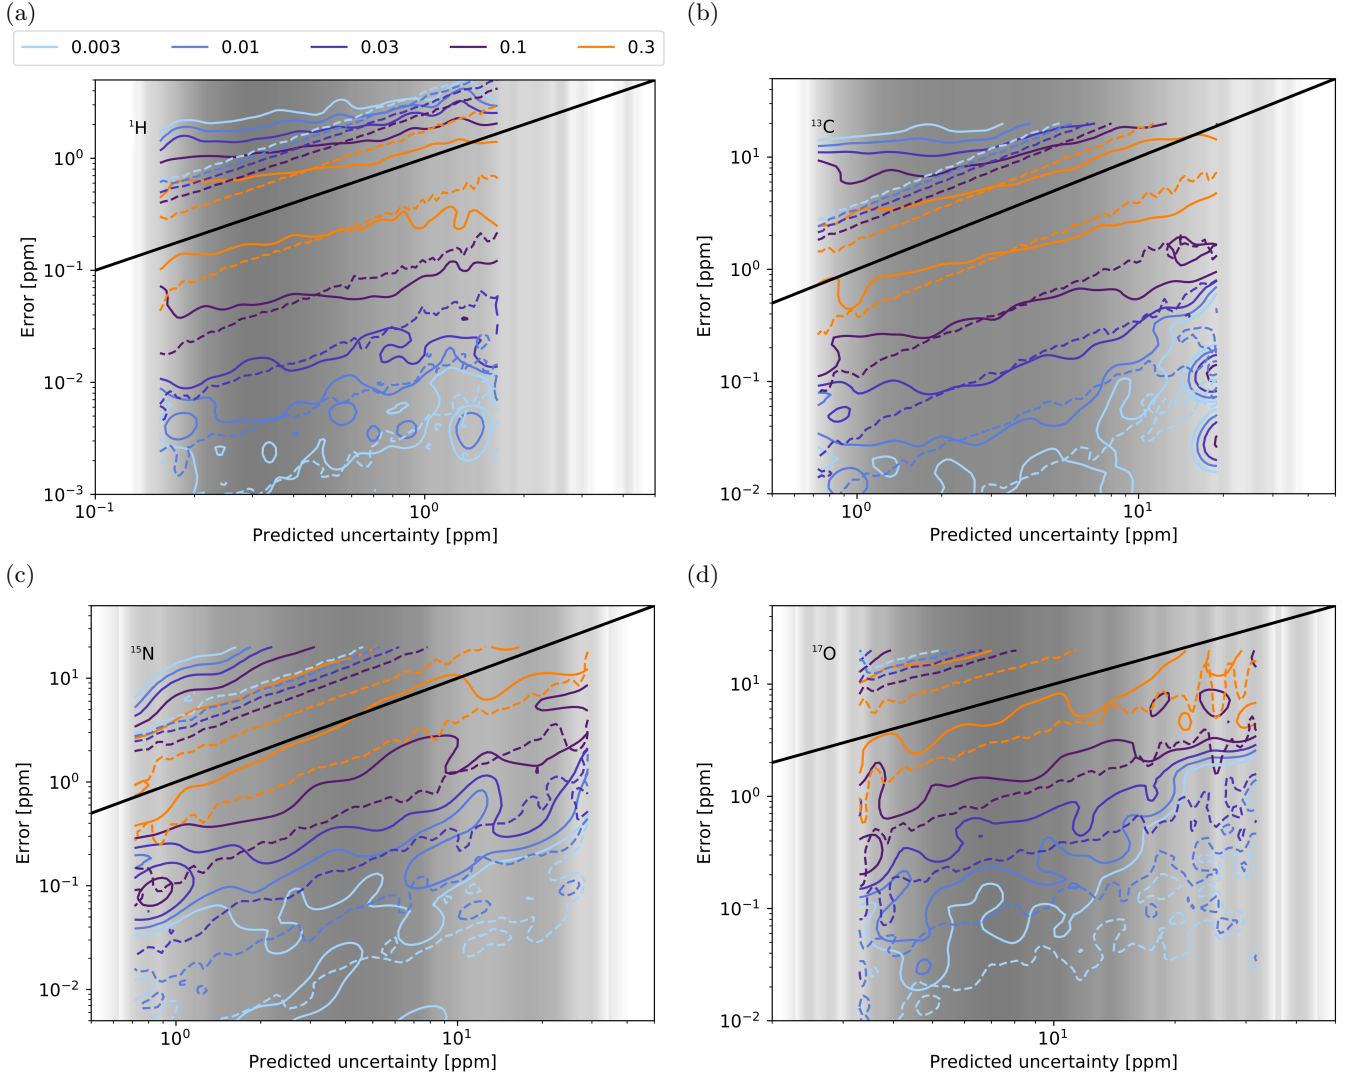 (a)
(b)
0.003 0.01 0.03 0.1 0.3
¹H
10⁰
10⁻¹
10⁻²
10⁻³
Error [ppm]
10⁻¹ 10⁰
Predicted uncertainty [ppm]
¹³C
10¹
10⁰
10⁻¹
10⁻²
Error [ppm]
10⁰ 10¹
Predicted uncertainty [ppm]
(c)
(d)
¹⁵N
10¹
10⁰
10⁻¹
10⁻²
Error [ppm]
10⁰ 10¹
Predicted uncertainty [ppm]
¹⁷O
10¹
10⁰
10⁻¹
10⁻²
Error [ppm]
10¹
Predicted uncertainty [ppm]